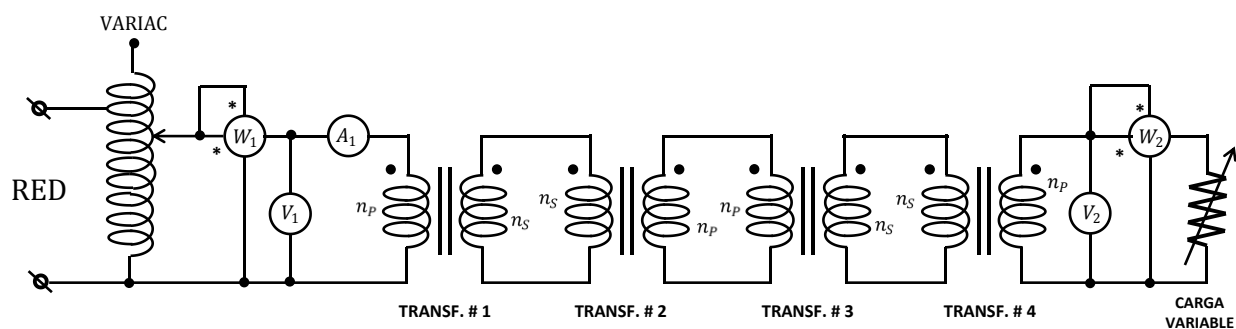 VARIAC
RED
*
W1
*
A1
V1
nP
nS
nS
nP
nP
nS
nS
nP
*
W2
*
V2
TRANSF. # 1
TRANSF. # 2
TRANSF. # 3
TRANSF. # 4
CARGA
VARIABLE